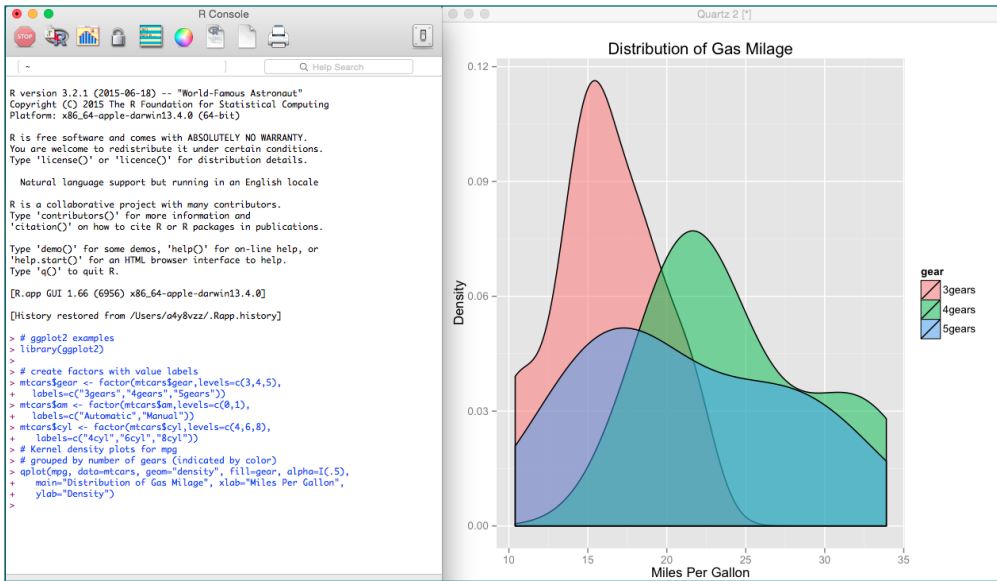 R Console
STOP
R
~
Help Search
R version 3.2.1 (2015-06-18) -- "World-Famous Astronaut"
Copyright (C) 2015 The R Foundation for Statistical Computing
Platform: x86_64-apple-darwin13.4.0 (64-bit)
R is free software and comes with ABSOLUTELY NO WARRANTY.
You are welcome to redistribute it under certain conditions.
Type 'license()' or 'licence()' for distribution details.
Natural language support but running in an English locale
R is a collaborative project with many contributors.
Type 'contributors()' for more information and
'citation()' on how to cite R or R packages in publications.
Type 'demo()' for some demos, 'help()' for on-line help, or
'help.start()' for an HTML browser interface to help.
Type 'q()' to quit R.
[R.app GUI 1.66 (6956) x86_64-apple-darwin13.4.0]
[History restored from /Users/a4y8vzz/.Rapp.history]
> # ggplot2 examples
> library(ggplot2)
>
> # create factors with value labels
> mtcars$gear <- factor(mtcars$gear,levels=c(3,4,5),
+ labels=c("3gears","4gears","5gears"))
> mtcars$am <- factor(mtcars$am,levels=c(0,1),
+ labels=c("Automatic","Manual"))
> mtcars$cyl <- factor(mtcars$cyl,levels=c(4,6,8),
+ labels=c("4cyl","6cyl","8cyl"))
> # Kernel density plots for mpg
> # grouped by number of gears (indicated by color)
> qplot(mpg, data=mtcars, geom="density", fill=gear, alpha=I(.5),
+ main="Distribution of Gas Milage", xlab="Miles Per Gallon",
+ ylab="Density")
>
Quartz 2 [*]
Distribution of Gas Milage
0.12
0.09
0.06
0.03
0.00
Density
10 15 20 25 30 35
Miles Per Gallon
gear
3gears
4gears
5gears